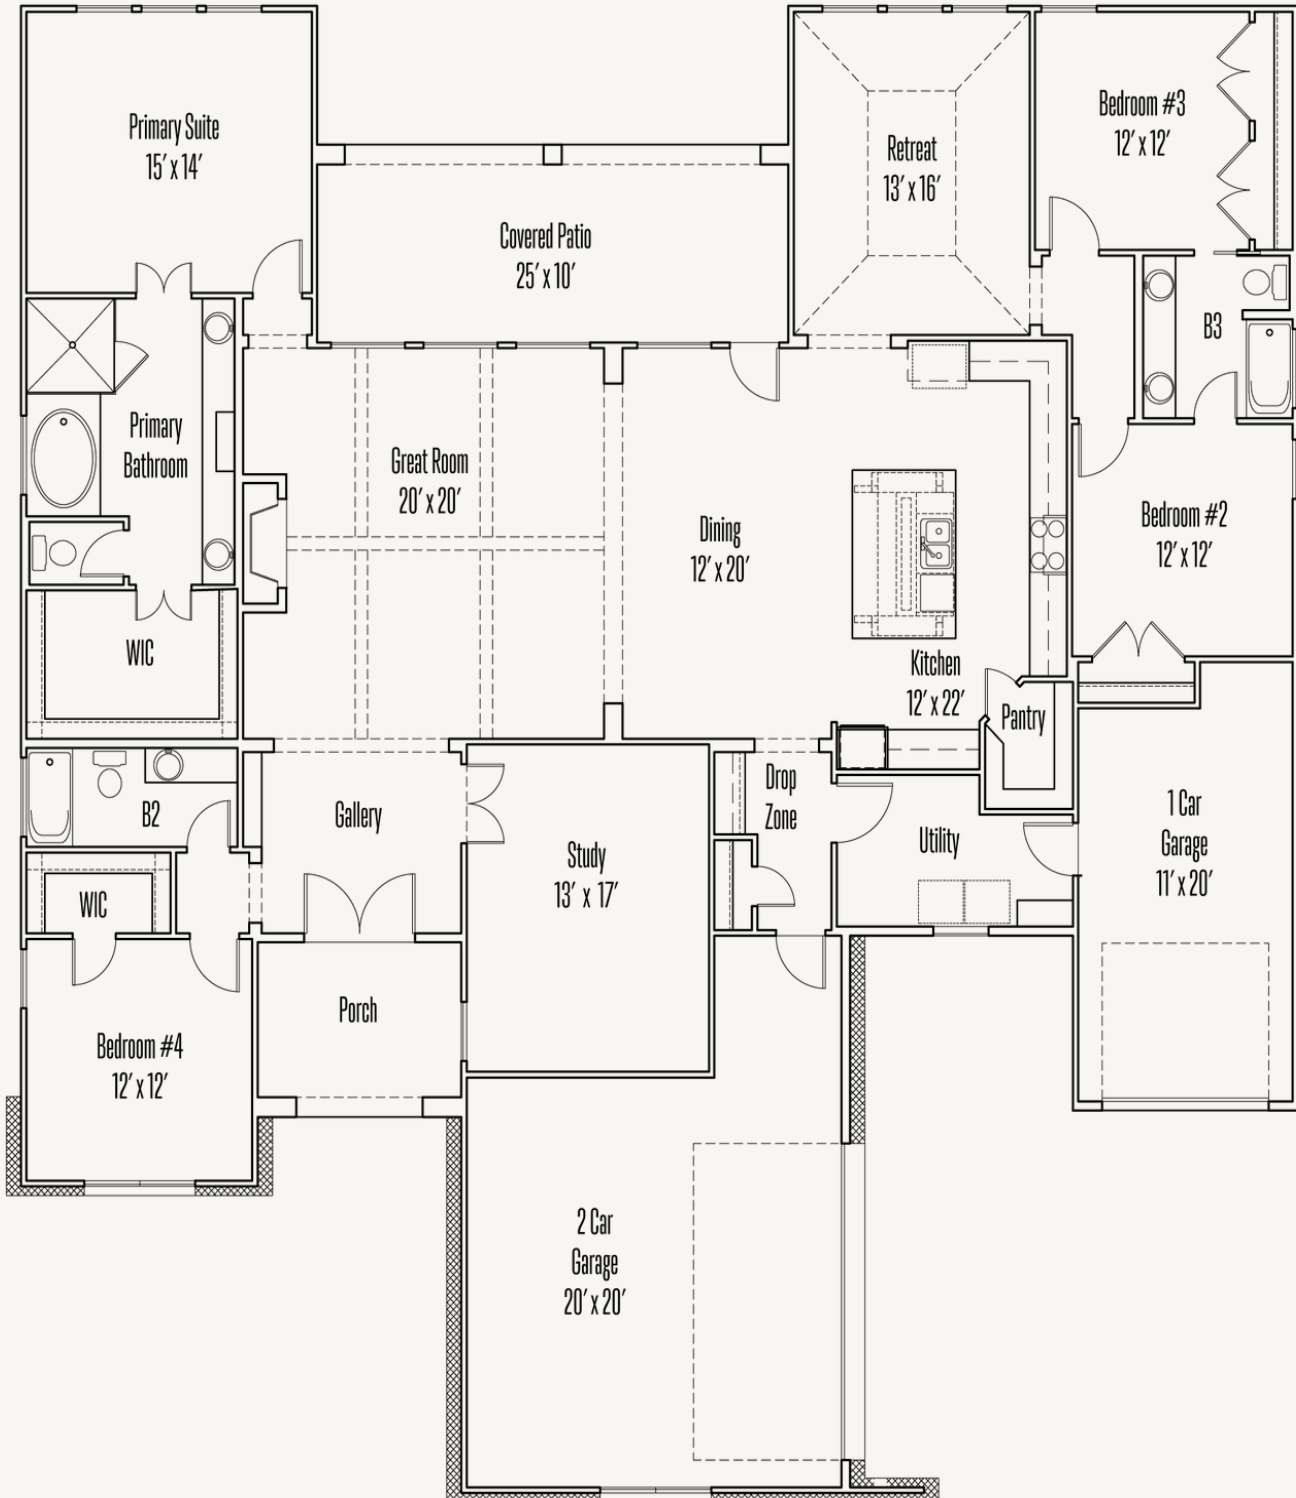 Primary Suite
15' x 14'
Covered Patio
25' x 10'
Retreat
13' x 16'
Bedroom #3
12' x 12'
B3
Primary
Bathroom
Great Room
20' x 20'
Dining
12' x 20'
Bedroom #2
12' x 12'
WIC
Kitchen
12' x 22'
Pantry
B2
Gallery
Drop
Zone
Utility
1 Car
Garage
11' x 20'
Study
13' x 17'
WIC
Porch
Bedroom #4
12' x 12'
2 Car
Garage
20' x 20'